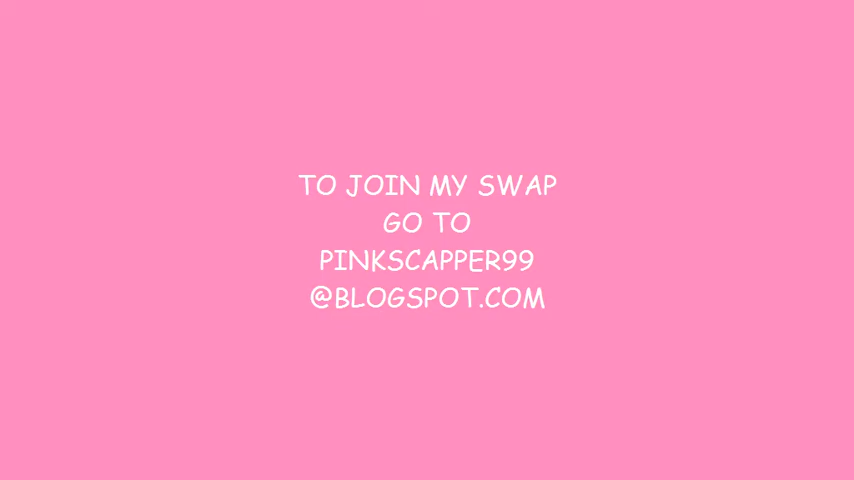 TO JOIN MY SWAP
GO TO
PINKSCAPPER99
@BLOGSPOT.COM